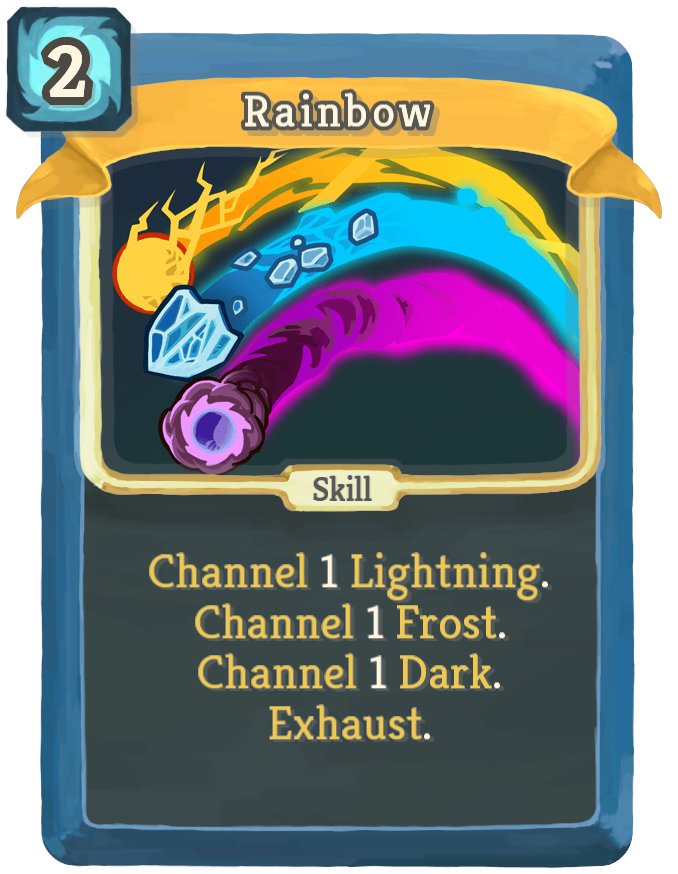 2
Rainbow
Skill
Channel 1 Lightning.
Channel 1 Frost.
Channel 1 Dark.
Exhaust.